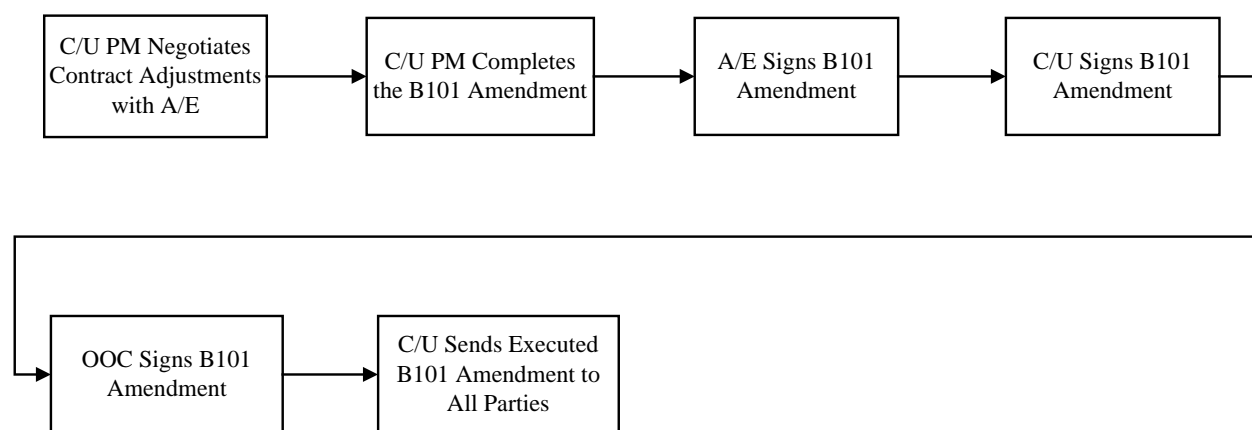 C/U PM Negotiates
Contract Adjustments
with A/E
C/U PM Completes
the B101 Amendment
A/E Signs B101
Amendment
C/U Signs B101
Amendment
OOC Signs B101
Amendment
C/U Sends Executed
B101 Amendment to
All Parties